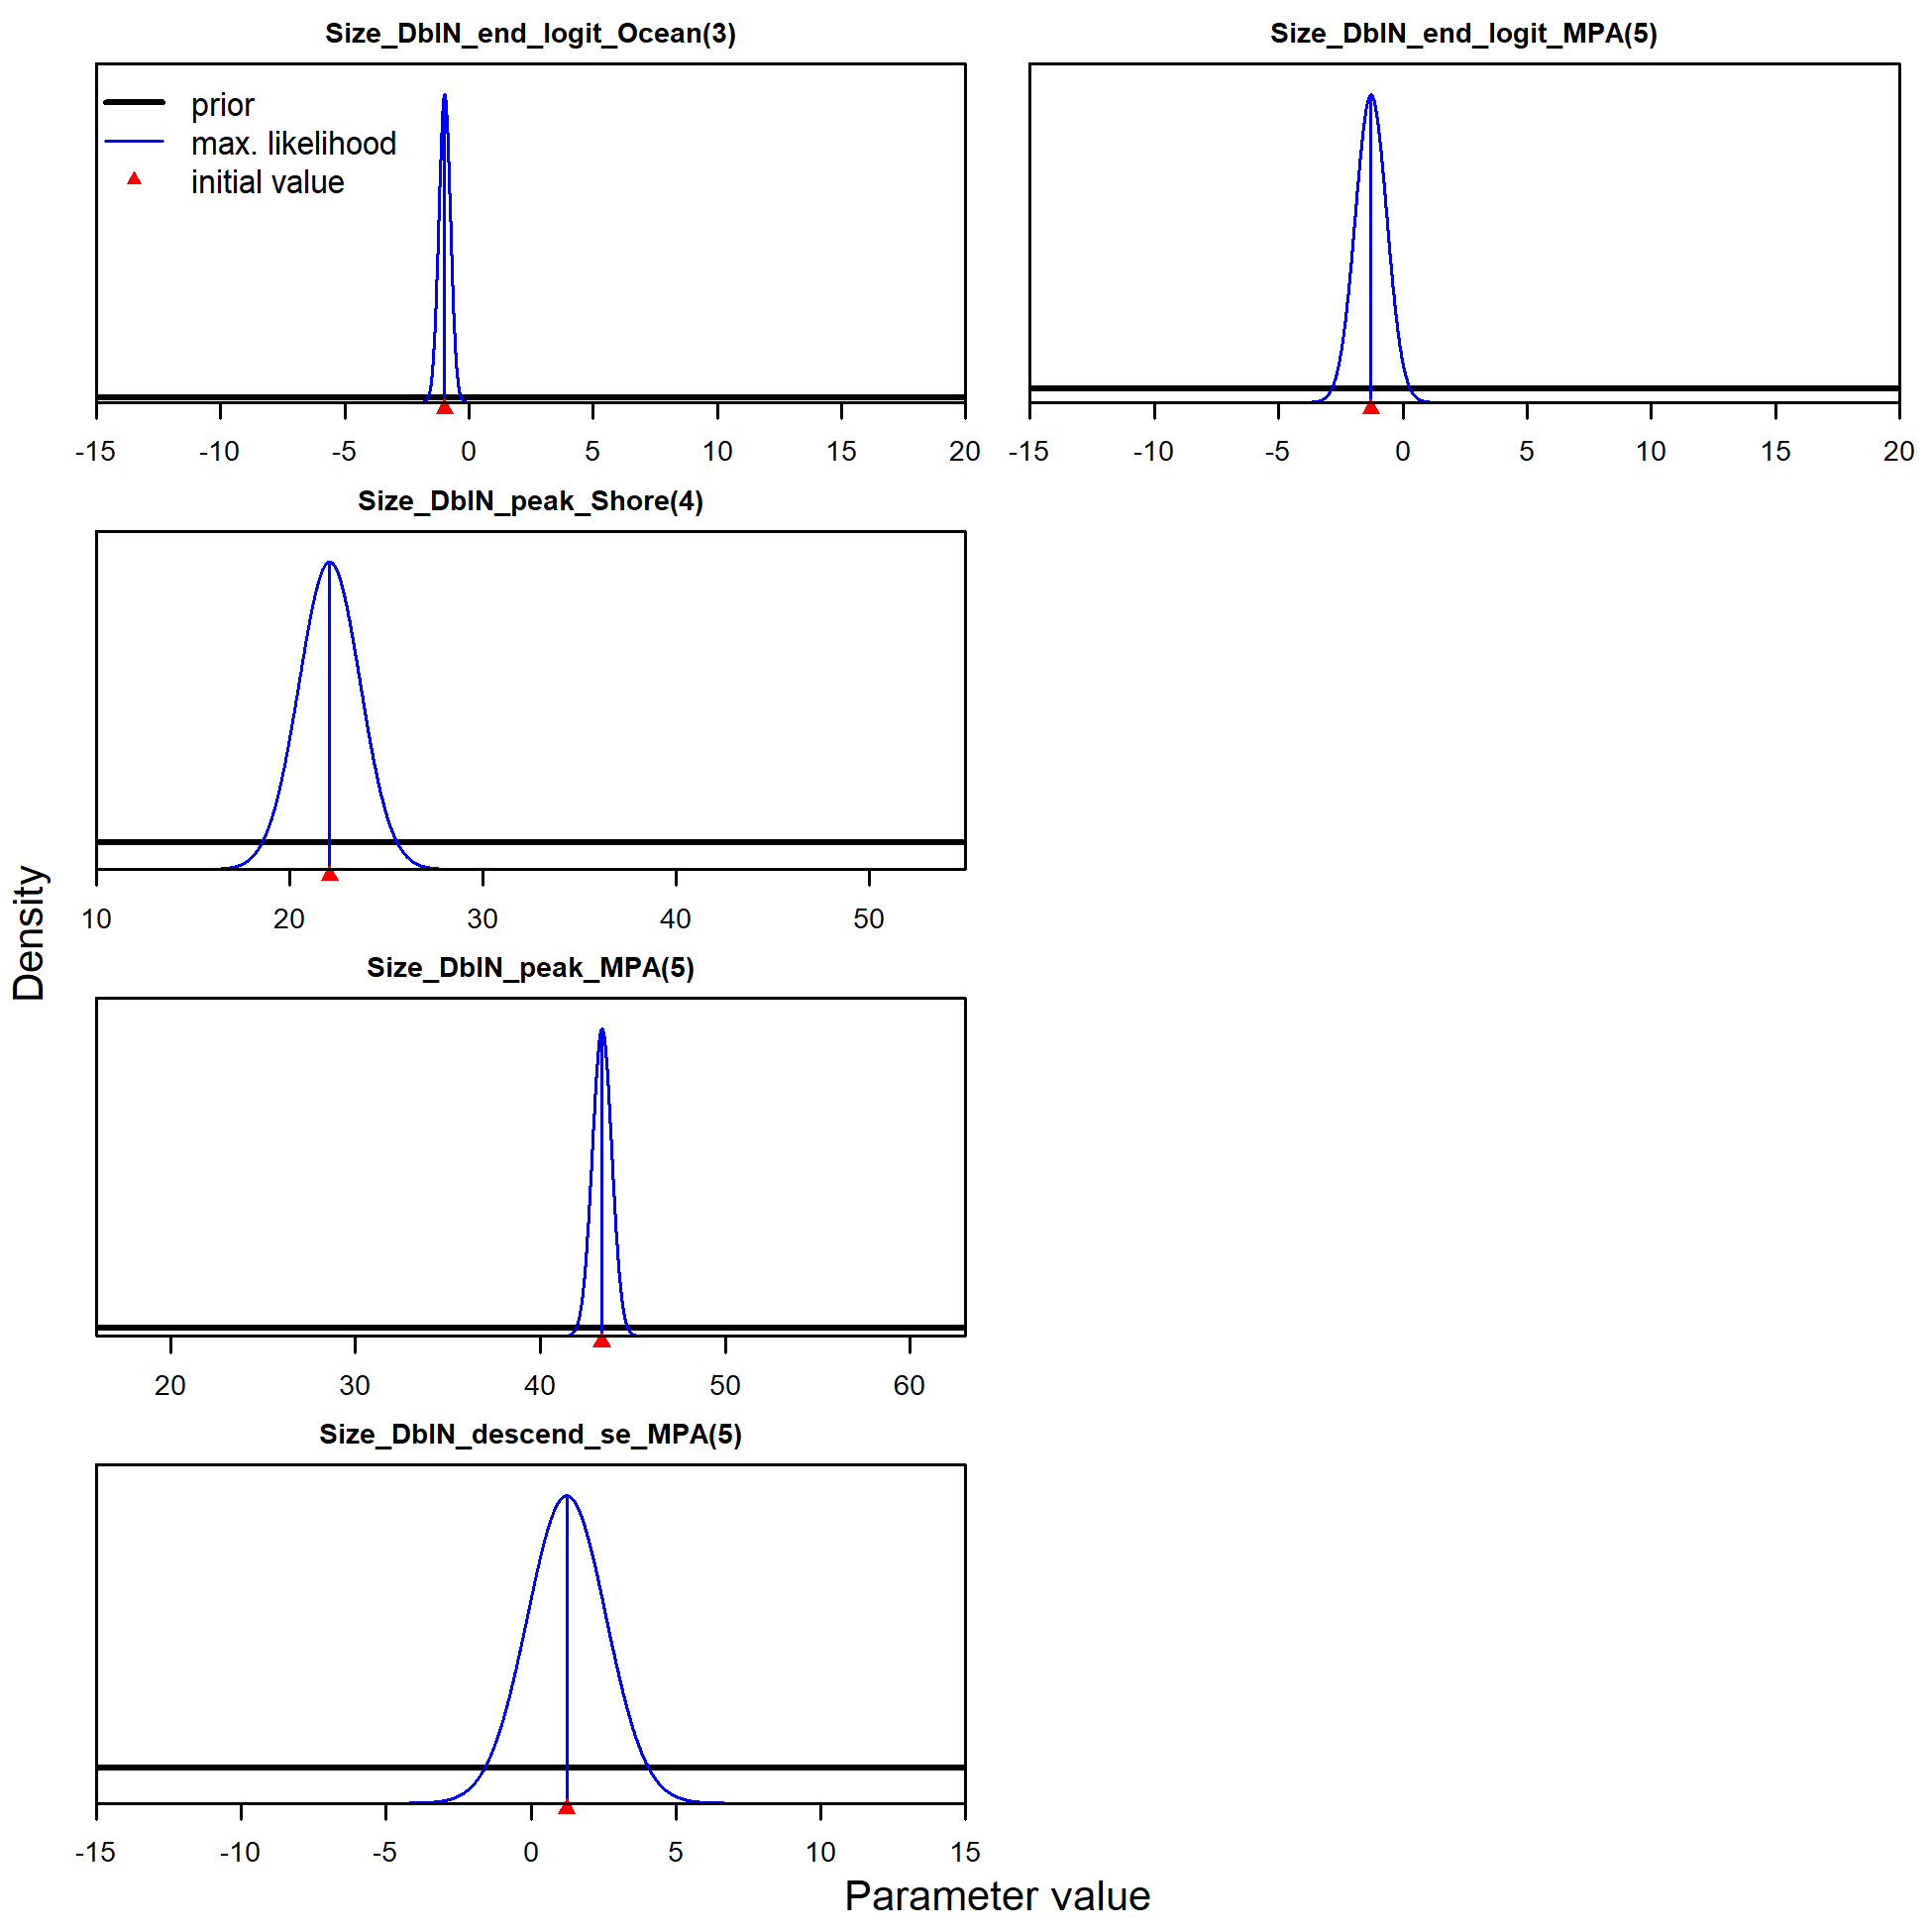 Size_DblN_end_logit_Ocean(3)
prior
max. likelihood
initial value
-15 -10 -5 0 5 10 15 20
Size_DblN_end_logit_MPA(5)
-15 -10 -5 0 5 10 15 20
Size_DblN_peak_Shore(4)
10 20 30 40 50
Size_DblN_peak_MPA(5)
20 30 40 50 60
Size_DblN_descend_se_MPA(5)
-15 -10 -5 0 5 10 15
Density
Parameter value